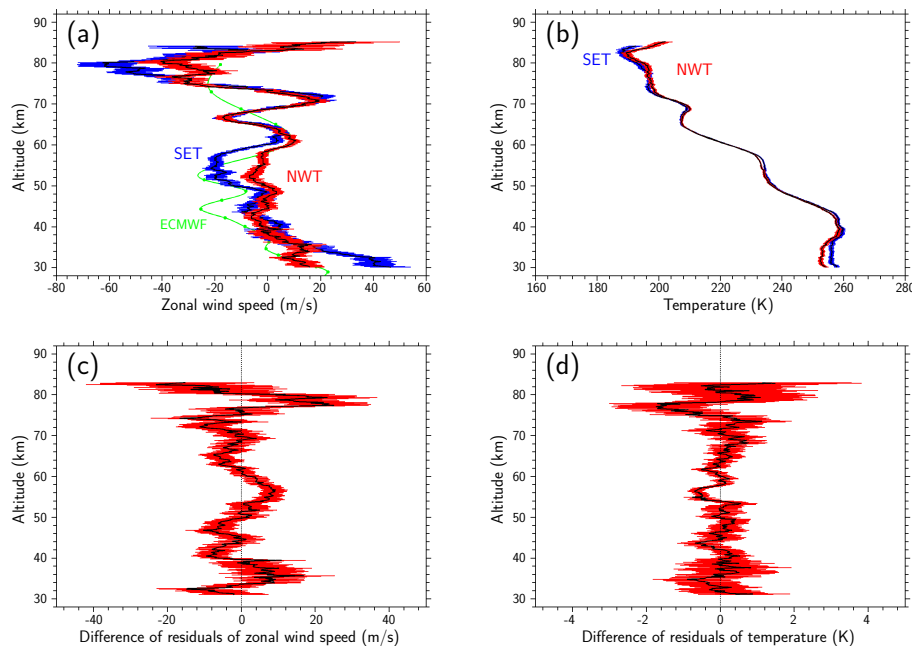 (a)
90
80
70
60
50
40
30
Altitude (km)
SET
NWT
ECMWF
-80 -60 -40 -20 0 20 40 60
Zonal wind speed (m/s)
(b)
90
80
70
60
50
40
30
Altitude (km)
SET
NWT
160 180 200 220 240 260 280
Temperature (K)
(c)
90
80
70
60
50
40
30
Altitude (km)
-40 -20 0 20 40
Difference of residuals of zonal wind speed (m/s)
(d)
90
80
70
60
50
40
30
Altitude (km)
-4 -2 0 2 4
Difference of residuals of temperature (K)